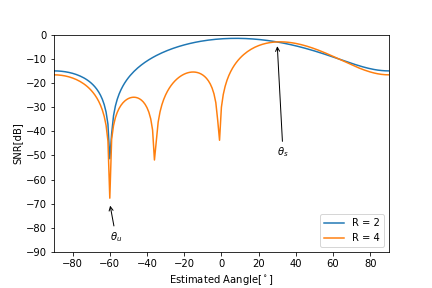 SNR[dB]
0
−10
−20
−30
−40
−50
−60
−70
−80
−90
θs
θu
R = 2
R = 4
−80 −60 −40 −20 0 20 40 60 80
Estimated Aangle[°]